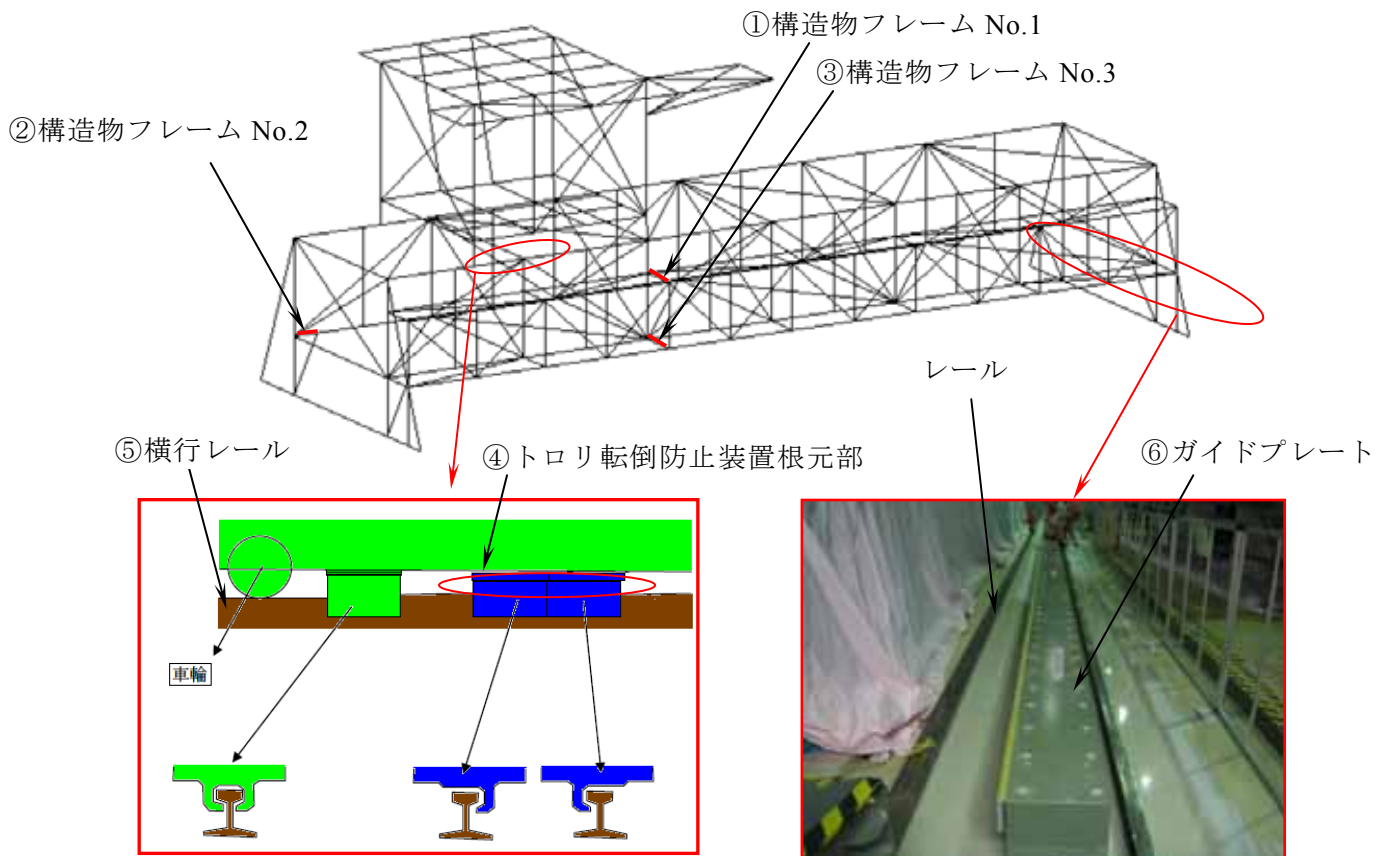 ①構造物フレーム No.1
③構造物フレーム No.3
②構造物フレーム No.2
レール
⑤横行レール
④トロリ転倒防止装置根元部
⑥ガイドプレート
車輪